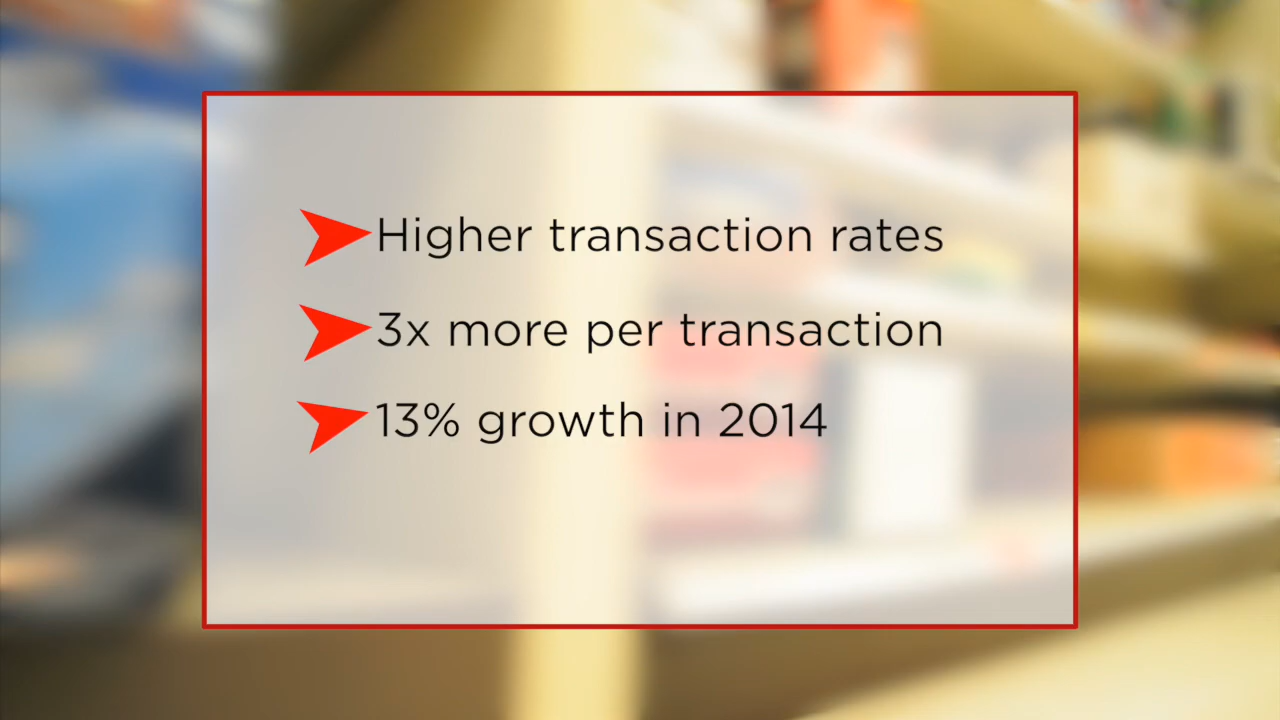 Higher transaction rates
3x more per transaction
13% growth in 2014